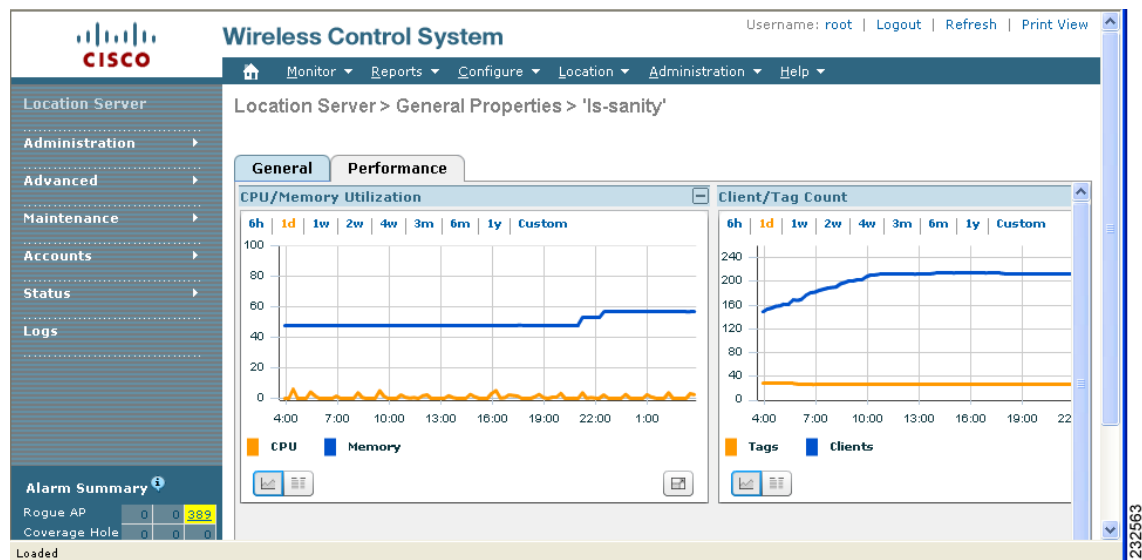 Username: root | Logout | Refresh | Print View
CISCO
Wireless Control System
Monitor Reports Configure Location Administration Help
Location Server
Administration
Advanced
Maintenance
Accounts
Status
Logs
Location Server > General Properties > 'ls-sanity'
General Performance
CPU/Memory Utilization
6h | 1d | 1w | 2w | 4w | 3m | 6m | 1y | Custom
100
80
60
40
20
0
4:00 7:00 10:00 13:00 16:00 19:00 22:00 1:00
CPU Memory
Client/Tag Count
6h | 1d | 1w | 2w | 4w | 3m | 6m | 1y | Custom
240
200
160
120
80
40
0
4:00 7:00 10:00 13:00 16:00 19:00 22
Tags Clients
Alarm Summary
Rogue AP 0 0 389
Coverage Hole 0 0 0
Loaded
232563